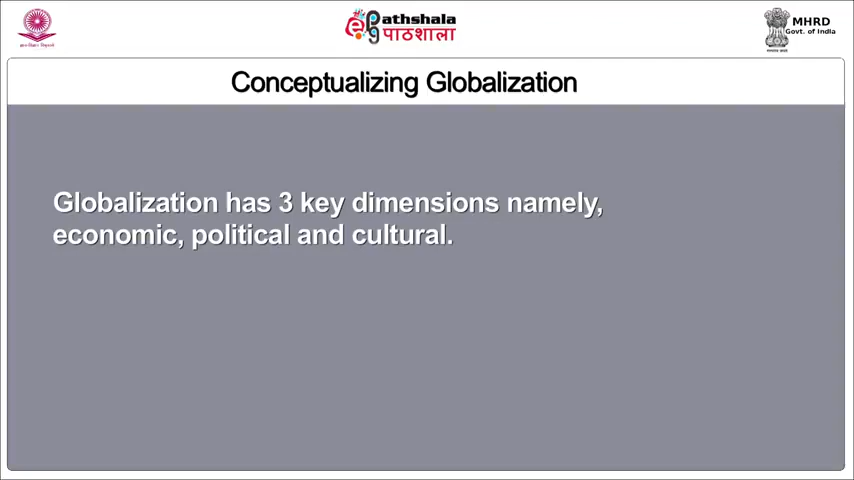 ePathshala
पाठशाला
MHRD
Govt. of India
Conceptualizing Globalization
Globalization has 3 key dimensions namely,
economic, political and cultural.